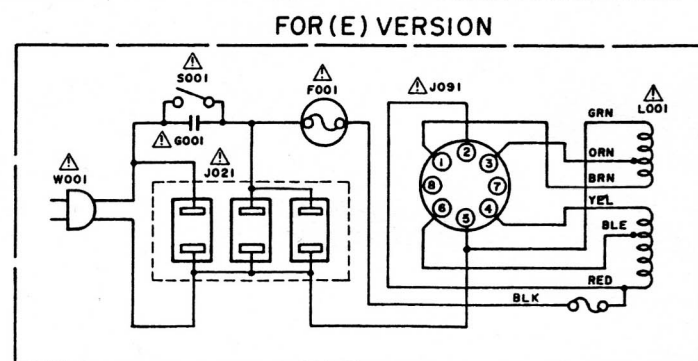 FOR (E) VERSION
S001
F001
J091
L001
G001
GRN
J021
ORN
W001
BRN
1
2
3
8
7
6
5
4
YEL
BLE
RED
BLK